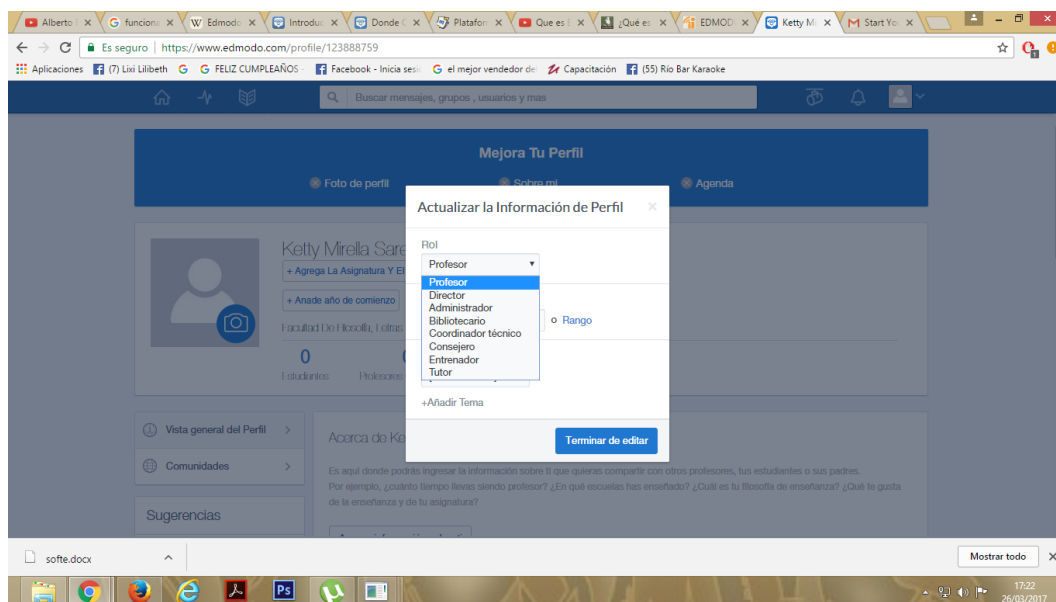 Alberto
funciona
Edmodo:
Introduc
Donde C
Platafor
Que es E
¿Qué es
EDMOD
Ketty Mi
Start You
Es seguro | https://www.edmodo.com/profile/123888759
Aplicaciones (7) Lixi Lilibeth FELIZ CUMPLEAÑOS - Facebook - Inicia sesi el mejor vendedor de Capacitación (55) Río Bar Karaoke
Buscar mensajes, grupos , usuarios y mas
Mejora Tu Perfil
Foto de perfil Sobre mi Agenda
Actualizar la Información de Perfil
Rol
Profesor
Profesor
Director
Administrador
Bibliotecario
Coordinador técnico
Consejero
Entrenador
Tutor
o Rango
+Añadir Tema
Terminar de editar
Ketty Mirella Sare
+ Agrega La Asignatura Y El
+ Anade año de comienzo
Facultad De Filosofía, Letras
0
Estudiantes Profesores
Vista general del Perfil
Comunidades
Sugerencias
Acerca de Ke
Es aquí donde podrás ingresar la información sobre ti que quieras compartir con otros profesores, tus estudiantes o sus padres.
Por ejemplo, ¿cuánto tiempo llevas siendo profesor? ¿En qué escuelas has enseñado? ¿Cuál es tu filosofía de enseñanza? ¿Qué te gusta
de la enseñanza y de tu asignatura?
softe.docx
Mostrar todo
Ps
17:22
26/03/2017